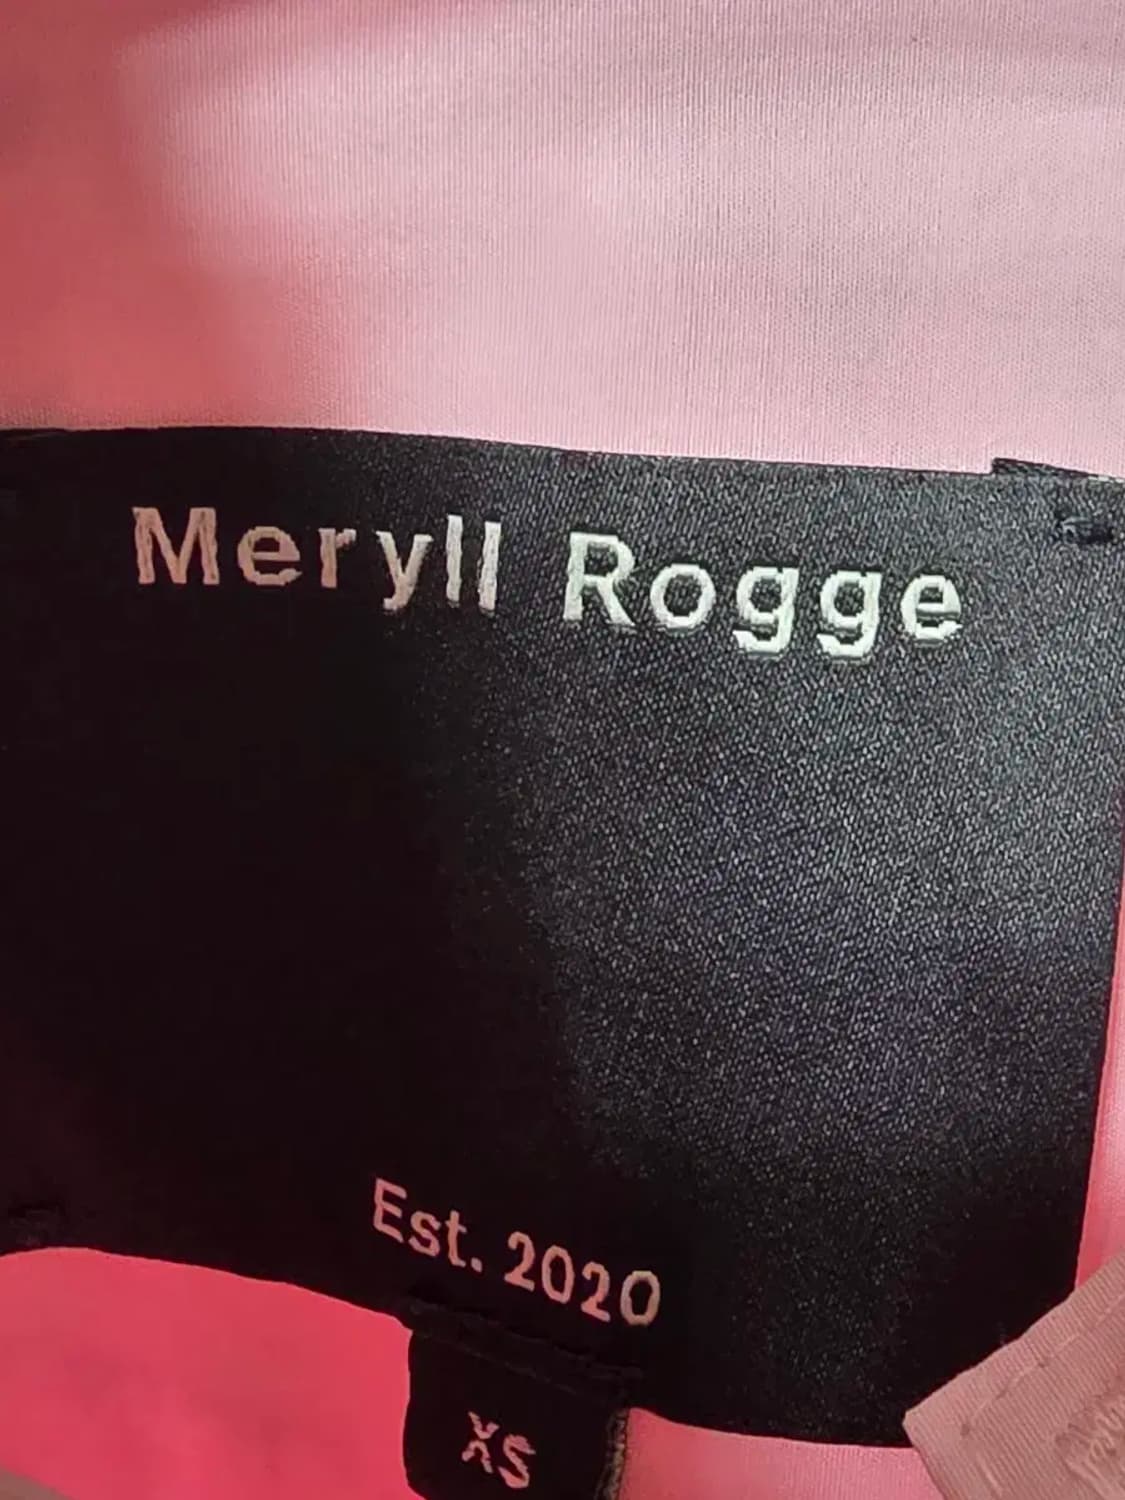 Meryll Rogge
Est. 2020
XS